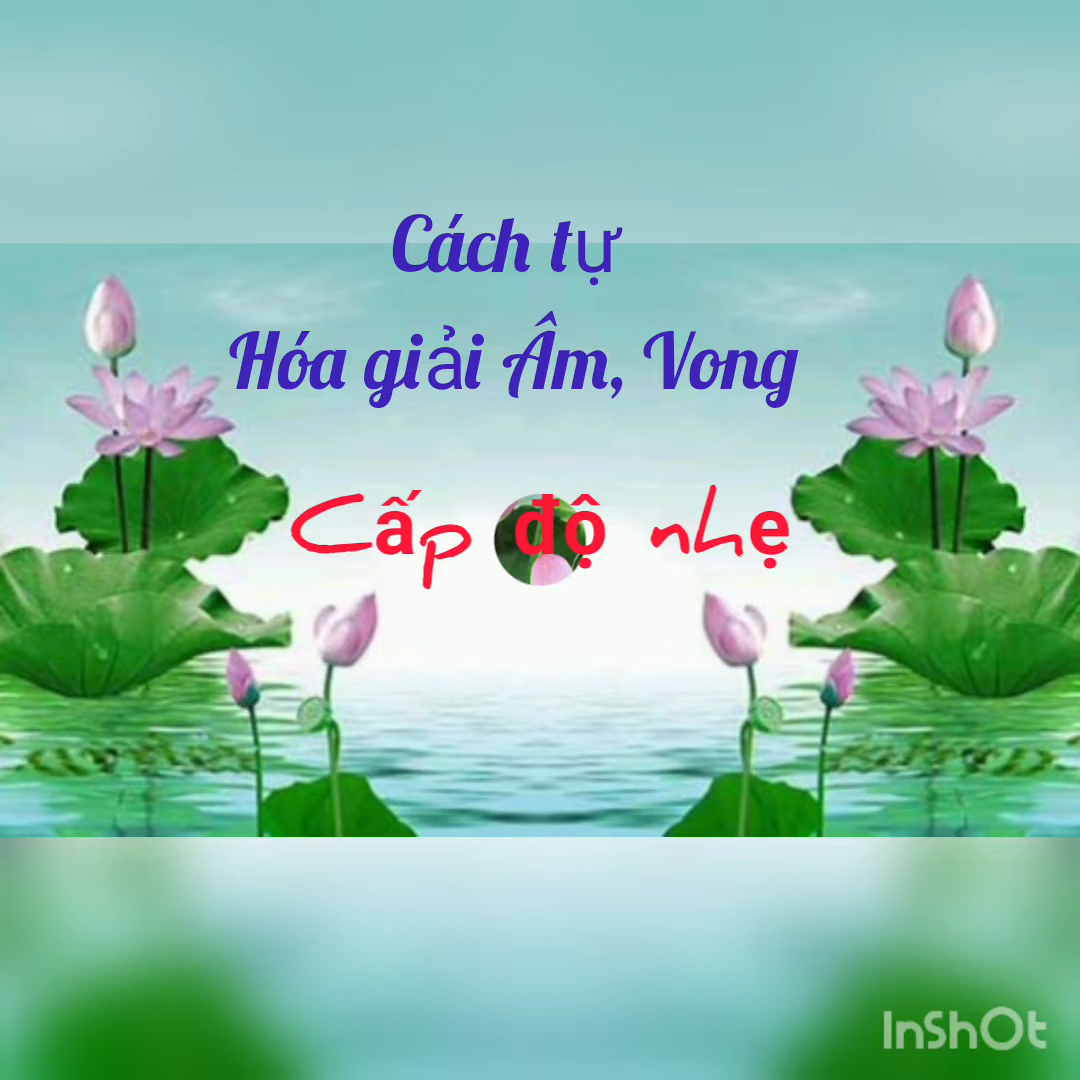 Cách tự
Hóa giải Âm, Vong
Cấp độ nhẹ
InShOt